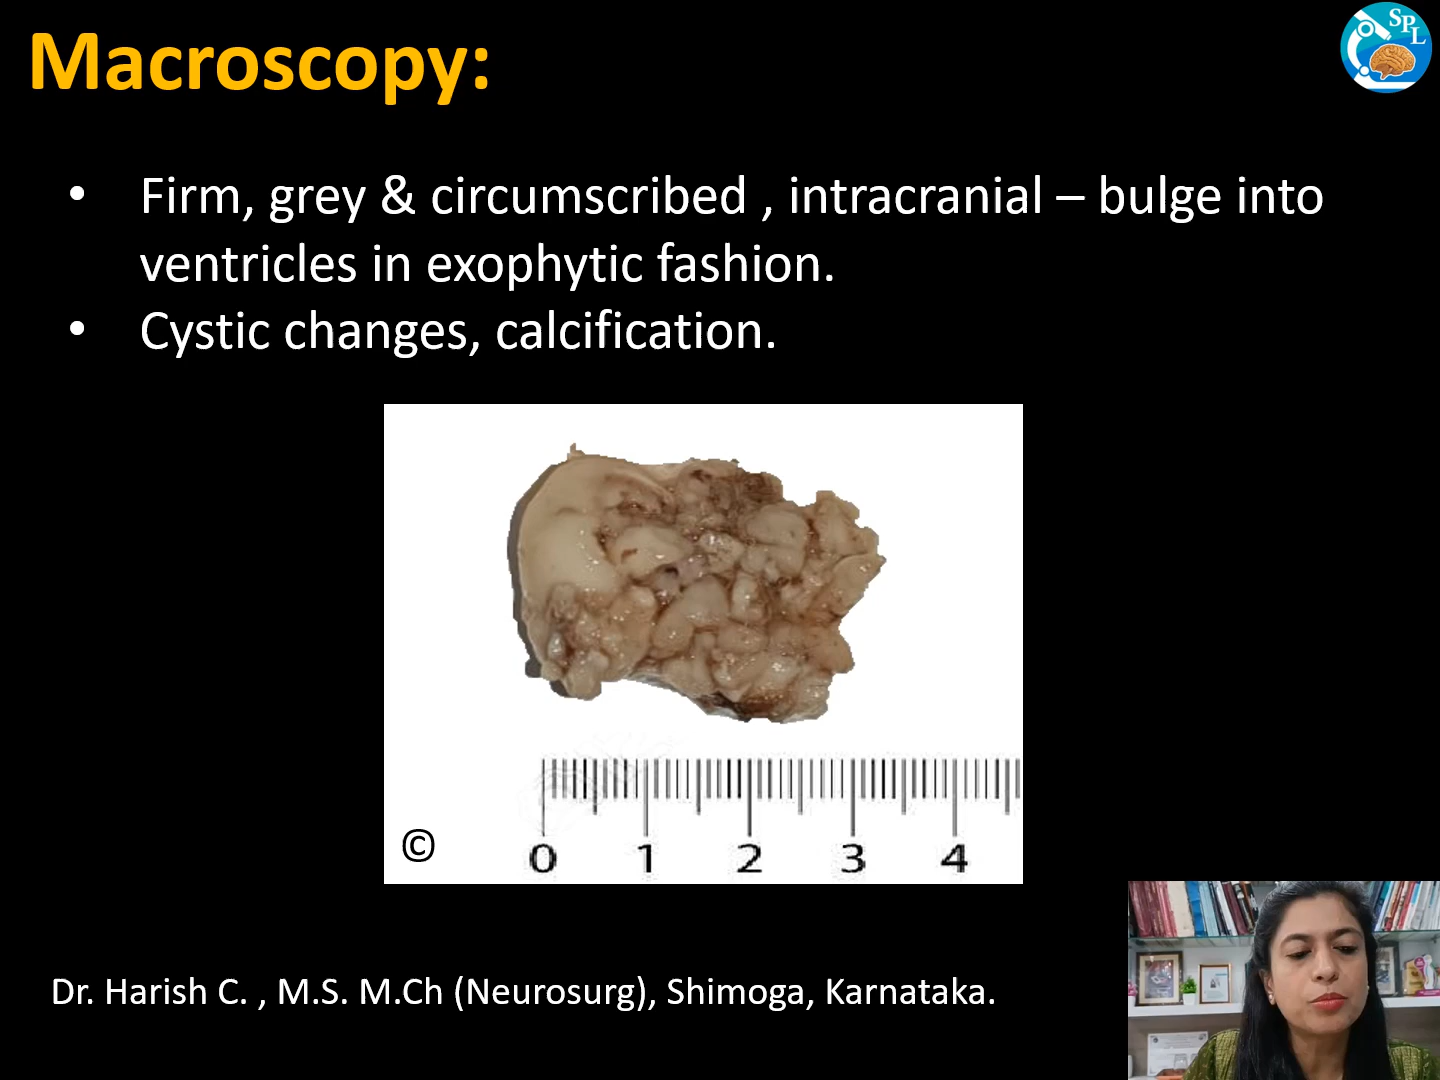 Macroscopy:
SPL
• Firm, grey & circumscribed , intracranial – bulge into
ventricles in exophytic fashion.
• Cystic changes, calcification.
©
0 1 2 3 4
Dr. Harish C. , M.S. M.Ch (Neurosurg), Shimoga, Karnataka.